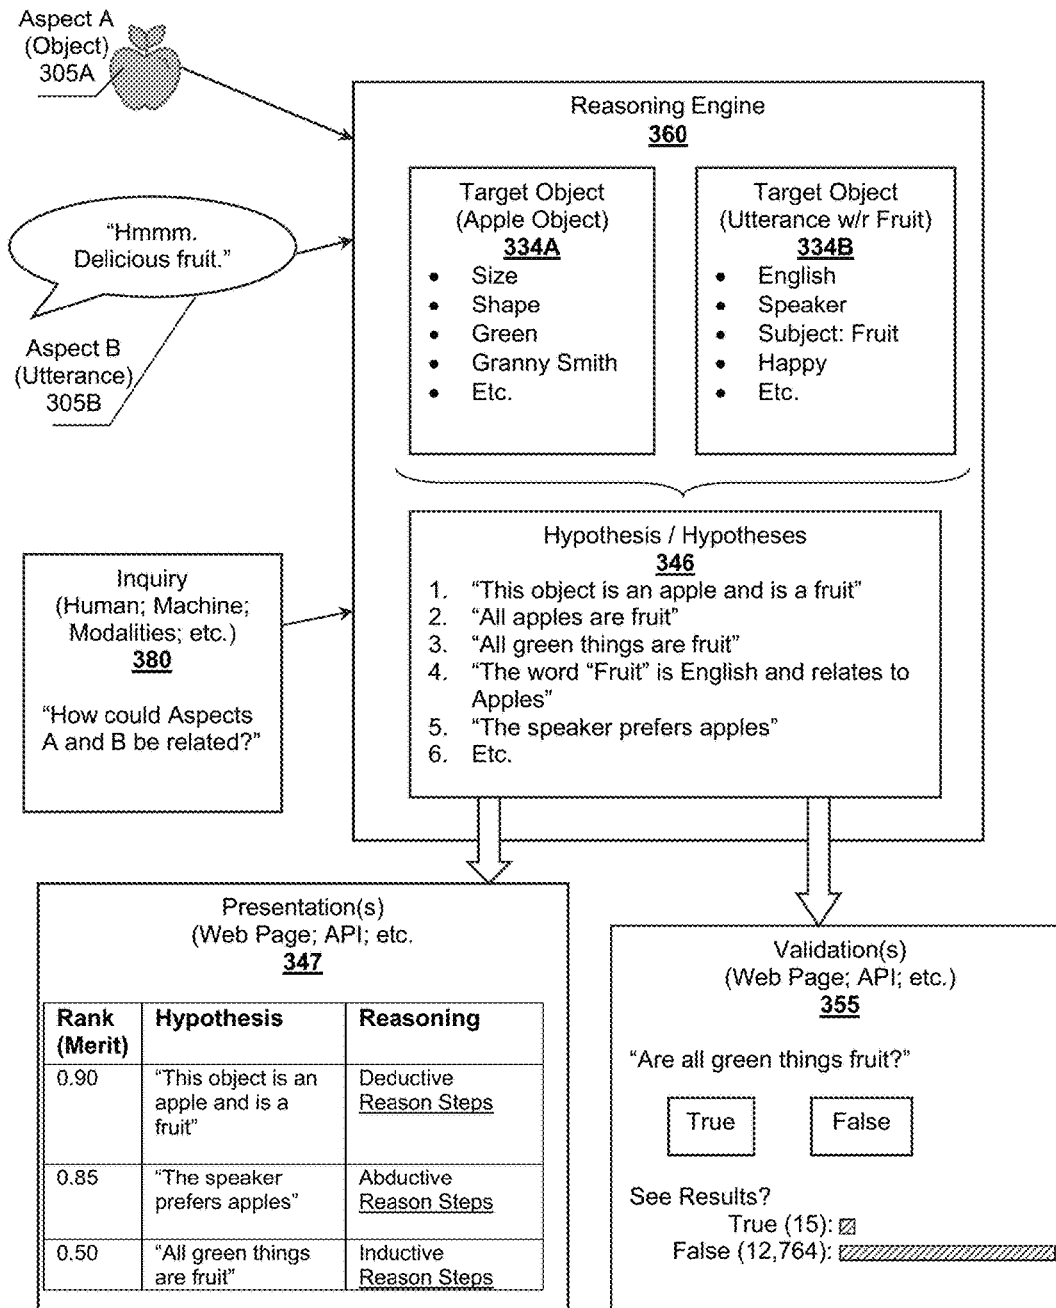 Aspect A
(Object)
305A
"Hmmm.
Delicious fruit."
Aspect B
(Utterance)
305B
Inquiry
(Human; Machine;
Modalities; etc.)
380
"How could Aspects
A and B be related?"
Reasoning Engine
360
Target Object
(Apple Object)
334A
• Size
• Shape
• Green
• Granny Smith
• Etc.
Target Object
(Utterance w/r Fruit)
334B
• English
• Speaker
• Subject: Fruit
• Happy
• Etc.
Hypothesis / Hypotheses
346
1. "This object is an apple and is a fruit"
2. "All apples are fruit"
3. "All green things are fruit"
4. "The word "Fruit" is English and relates to
Apples"
5. "The speaker prefers apples"
6. Etc.
Presentation(s)
(Web Page; API; etc.
347
Rank Hypothesis Reasoning
(Merit)
0.90 "This object is an Deductive
apple and is a Reason Steps
fruit"
0.85 "The speaker Abductive
prefers apples" Reason Steps
0.50 "All green things Inductive
are fruit" Reason Steps
Validation(s)
(Web Page; API; etc.)
355
"Are all green things fruit?"
True False
See Results?
True (15):
False (12,764):